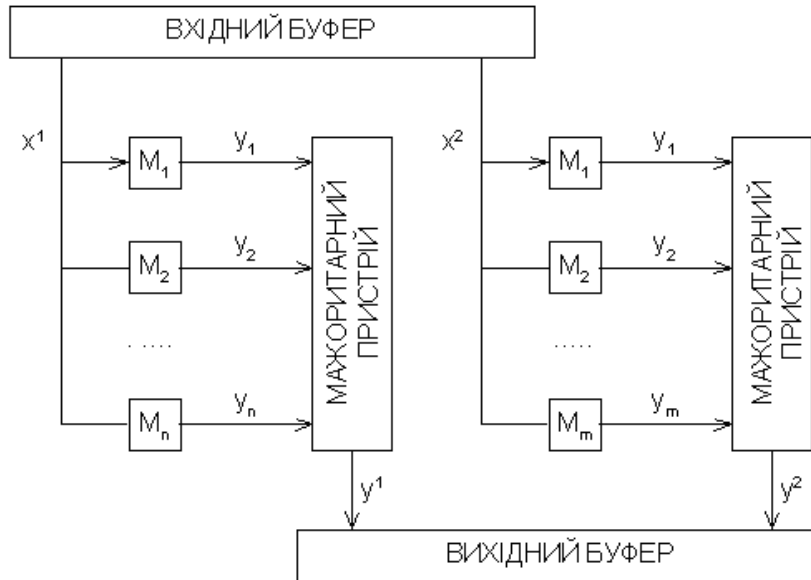 ВХІДНИЙ БУФЕР
x¹
M₁
y₁
M₂
y₂
. .....
Mₙ
yₙ
МАЖОРИТАРНИЙ
ПРИСТРІЙ
y¹
x²
M₁
y₁
M₂
y₂
.....
Mₘ
yₘ
МАЖОРИТАРНИЙ
ПРИСТРІЙ
y²
ВИХІДНИЙ БУФЕР